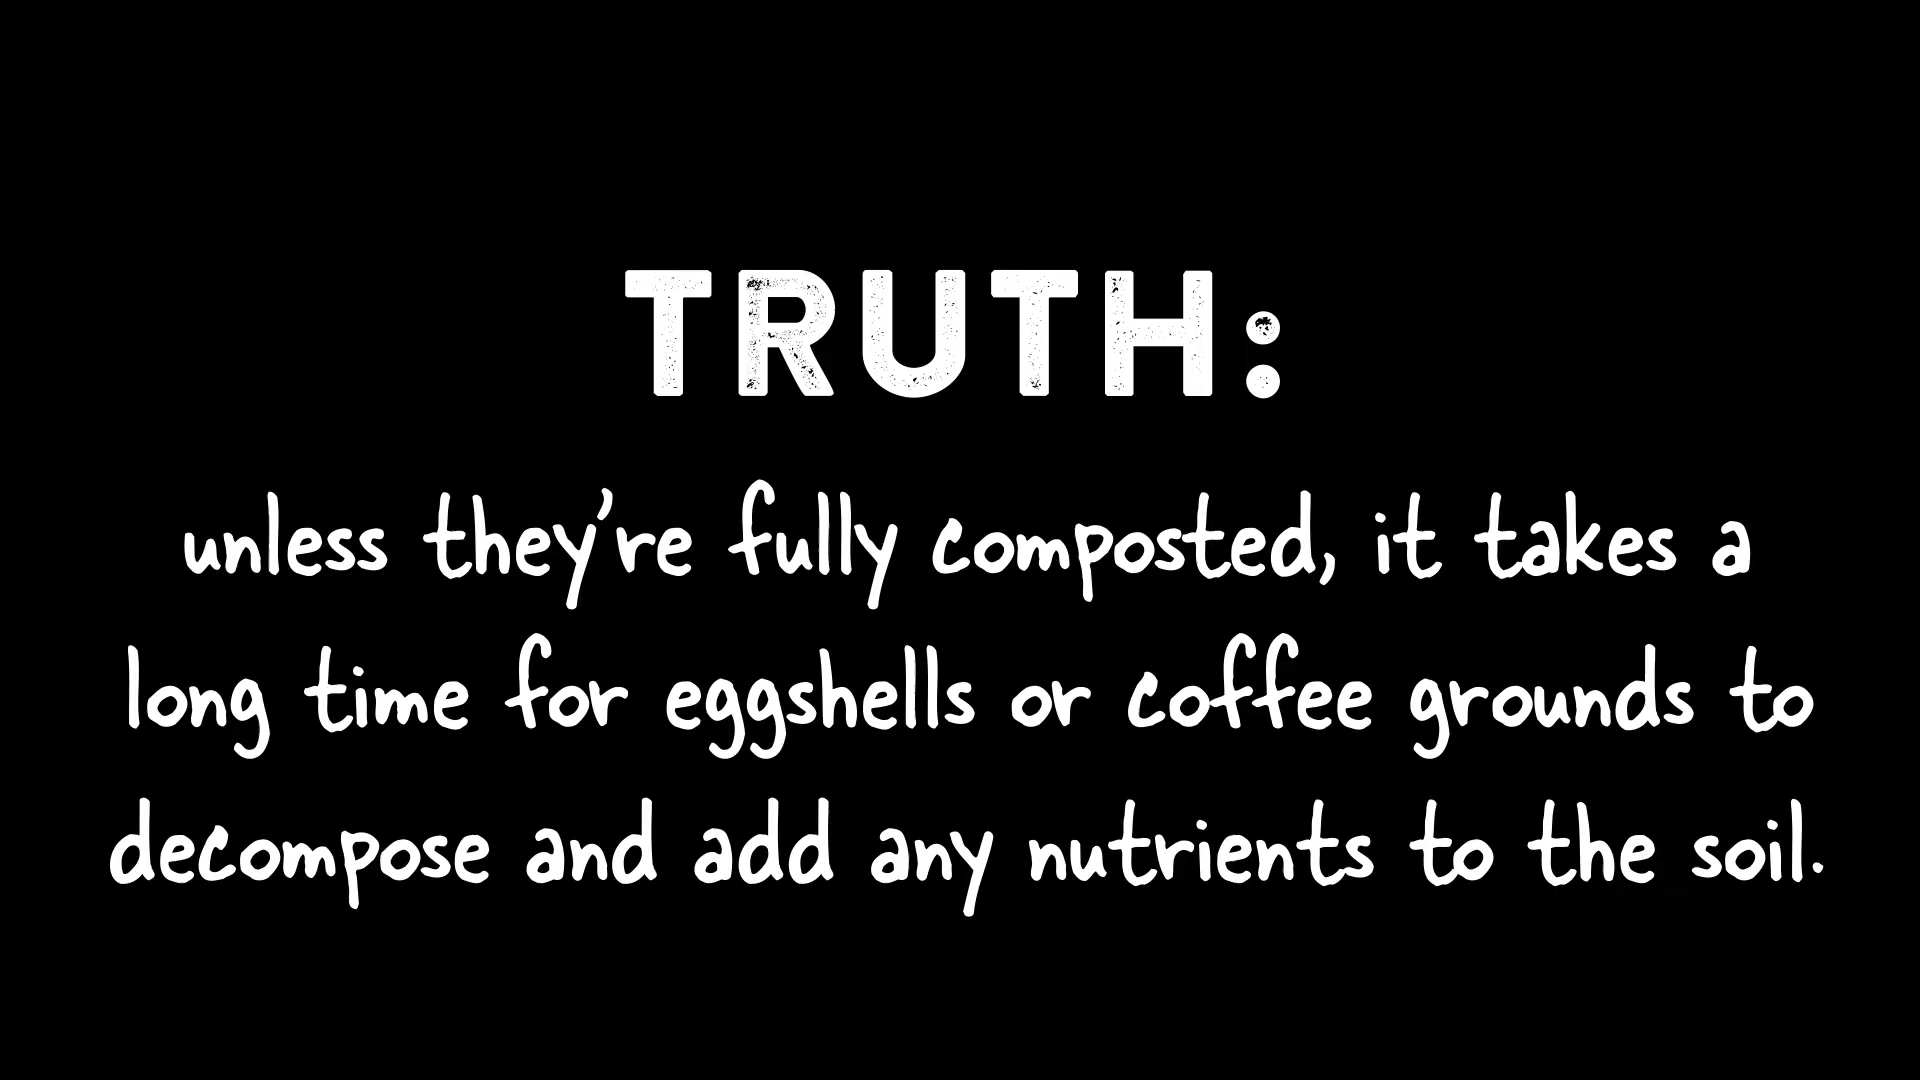 TRUTH:
unless they're fully composted, it takes a
long time for eggshells or coffee grounds to
decompose and add any nutrients to the soil.